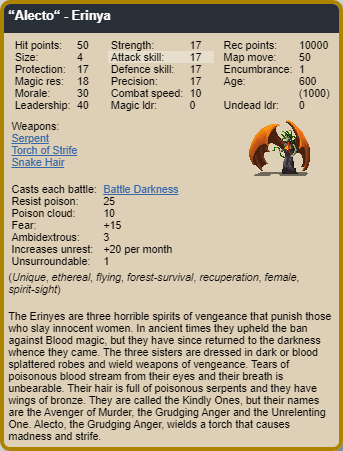 “Alecto“ - Erinya
Hit points: 50 Strength: 17 Rec points: 10000
Size: 4 Attack skill: 17 Map move: 50
Protection: 17 Defence skill: 17 Encumbrance: 1
Magic res: 18 Precision: 17 Age: 600
Morale: 30 Combat speed: 10 (1000)
Leadership: 40 Magic ldr: 0 Undead ldr: 0
Weapons:
Serpent
Torch of Strife
Snake Hair
Casts each battle: Battle Darkness
Resist poison: 25
Poison cloud: 10
Fear: +15
Ambidextrous: 3
Increases unrest: +20 per month
Unsurroundable: 1
(Unique, ethereal, flying, forest-survival, recuperation, female,
spirit-sight)
The Erinyes are three horrible spirits of vengeance that punish those
who slay innocent women. In ancient times they upheld the ban
against Blood magic, but they have since returned to the darkness
whence they came. The three sisters are dressed in dark or blood
splattered robes and wield weapons of vengeance. Tears of
poisonous blood stream from their eyes and their breath is
unbearable. Their hair is full of poisonous serpents and they have
wings of bronze. They are called the Kindly Ones, but their names
are the Avenger of Murder, the Grudging Anger and the Unrelenting
One. Alecto, the Grudging Anger, wields a torch that causes
madness and strife.